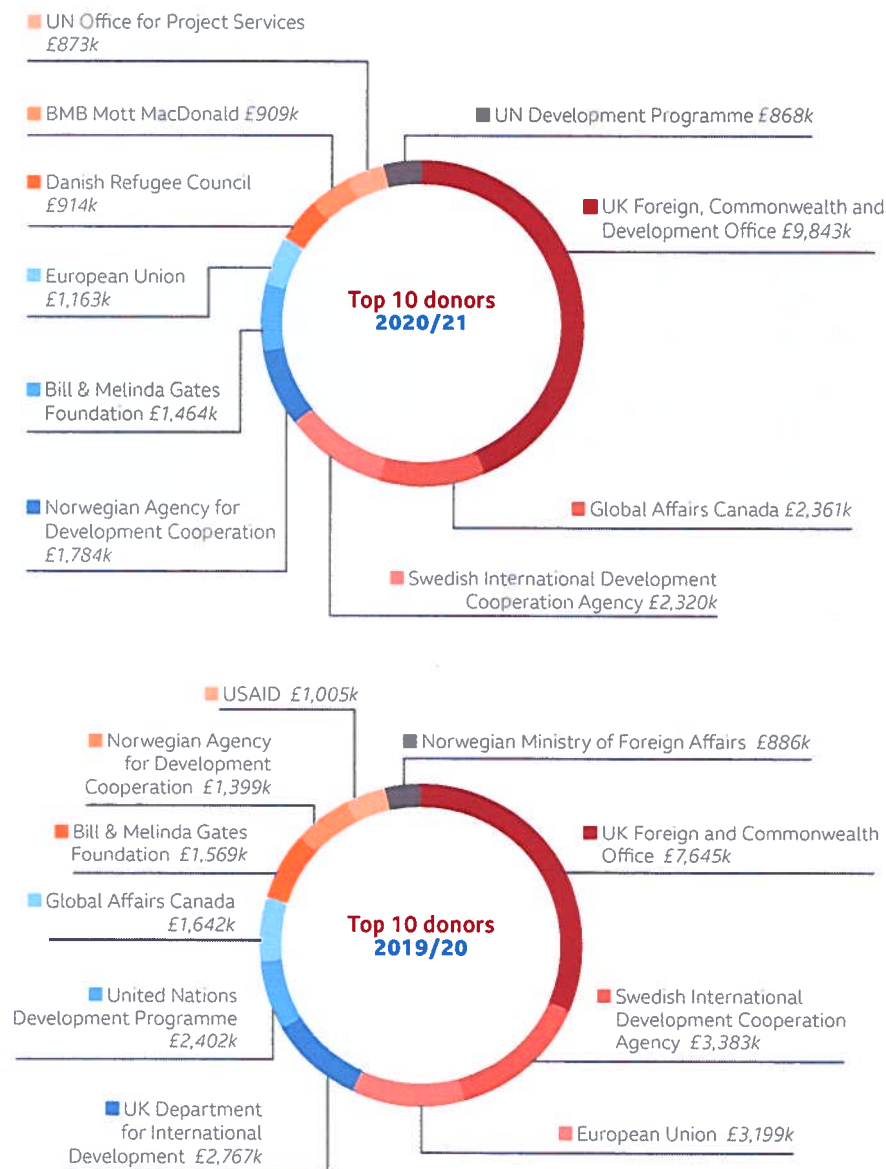 UN Office for Project Services
£873k
BMB Mott MacDonald £909k
UN Development Programme £868k
Danish Refugee Council
£914k
UK Foreign, Commonwealth and
Development Office £9,843k
European Union
£1,163k
Top 10 donors
2020/21
Bill & Melinda Gates
Foundation £1,464k
Norwegian Agency for
Development Cooperation
£1,784k
Global Affairs Canada £2,361k
Swedish International Development
Cooperation Agency £2,320k
USAID £1,005k
Norwegian Agency
for Development
Cooperation £1,399k
Norwegian Ministry of Foreign Affairs £886k
Bill & Melinda Gates
Foundation £1,569k
UK Foreign and Commonwealth
Office £7,645k
Global Affairs Canada
£1,642k
Top 10 donors
2019/20
United Nations
Development Programme
£2,402k
Swedish International
Development Cooperation
Agency £3,383k
UK Department
for International
Development £2,767k
European Union £3,199k